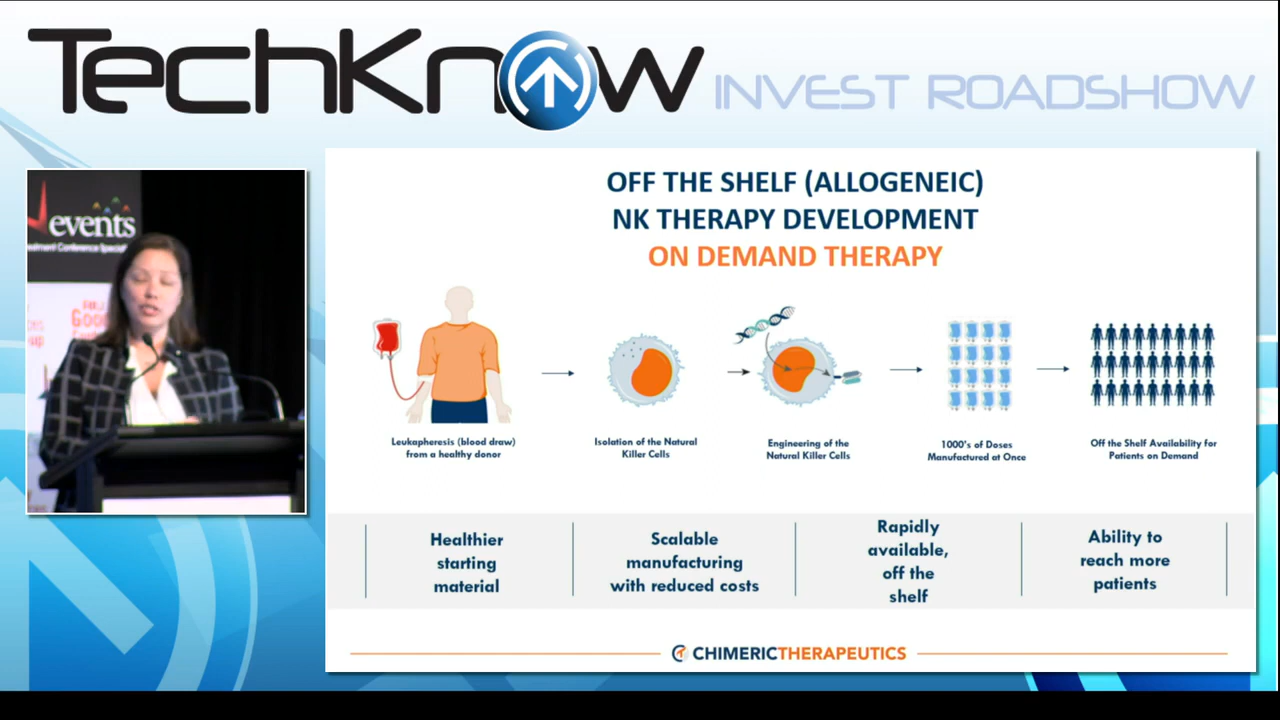 TechKnow INVEST ROADSHOW
events
OFF THE SHELF (ALLOGENEIC)
NK THERAPY DEVELOPMENT
ON DEMAND THERAPY
Leukapheresis (blood draw)
from a healthy donor
Isolation of the Natural
Killer Cells
Engineering of the
Natural Killer Cells
1000's of Doses
Manufactured at Once
Off the Shelf Availability for
Patients on Demand
Healthier
starting
material
Scalable
manufacturing
with reduced costs
Rapidly
available,
off the
shelf
Ability to
reach more
patients
CHIMERICTHERAPEUTICS